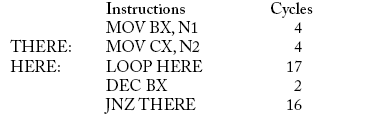 Instructions Cycles
MOV BX, N1 4
THERE: MOV CX, N2 4
HERE: LOOP HERE 17
DEC BX 2
JNZ THERE 16